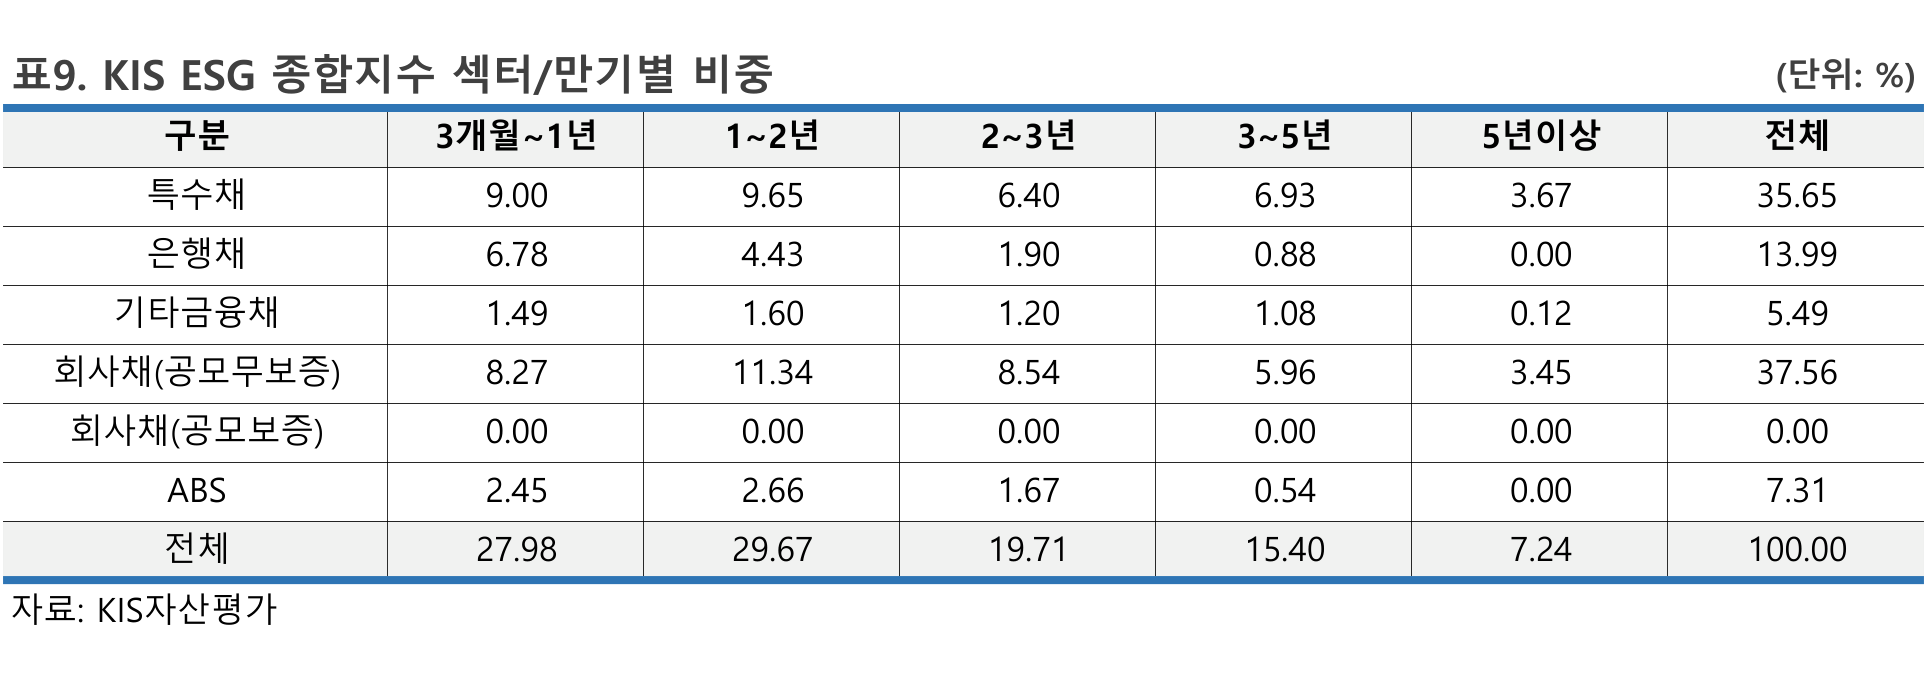 표9. KIS ESG 종합지수 섹터/만기별 비중 (단위: %)
구분 3개월~1년 1~2년 2~3년 3~5년 5년이상 전체
특수채 9.00 9.65 6.40 6.93 3.67 35.65
은행채 6.78 4.43 1.90 0.88 0.00 13.99
기타금융채 1.49 1.60 1.20 1.08 0.12 5.49
회사채(공모무보증) 8.27 11.34 8.54 5.96 3.45 37.56
회사채(공모보증) 0.00 0.00 0.00 0.00 0.00 0.00
ABS 2.45 2.66 1.67 0.54 0.00 7.31
전체 27.98 29.67 19.71 15.40 7.24 100.00
자료: KIS자산평가